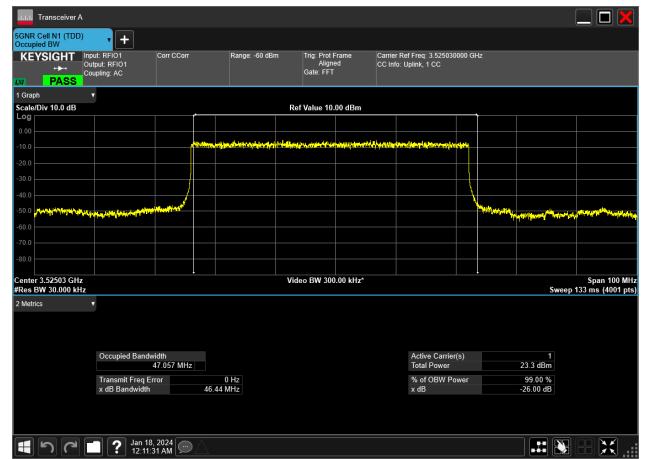 Transceiver A
5GNR Cell N1 (TDD)
Occupied BW
KEYSIGHT
LW PASS
Input: RFIO1
Output: RFIO1
Coupling: AC
Corr CCorr
Range: -60 dBm
Trig: Prot Frame
Aligned
Gate: FFT
Carrier Ref Freq: 3.525030000 GHz
CC Info: Uplink, 1 CC
1 Graph
Scale/Div 10.0 dB
Ref Value 10.00 dBm
Log
0.00
-10.0
-20.0
-30.0
-40.0
-50.0
-60.0
-70.0
-80.0
Center 3.52503 GHz
Video BW 300.00 kHz*
Span 100 MHz
#Res BW 30.000 kHz
Sweep 133 ms (4001 pts)
2 Metrics
Occupied Bandwidth
47.057 MHz
Transmit Freq Error 0 Hz
x dB Bandwidth 46.44 MHz
Active Carrier(s) 1
Total Power 23.3 dBm
% of OBW Power 99.00 %
x dB -26.00 dB
Jan 18, 2024
12:11:31 AM